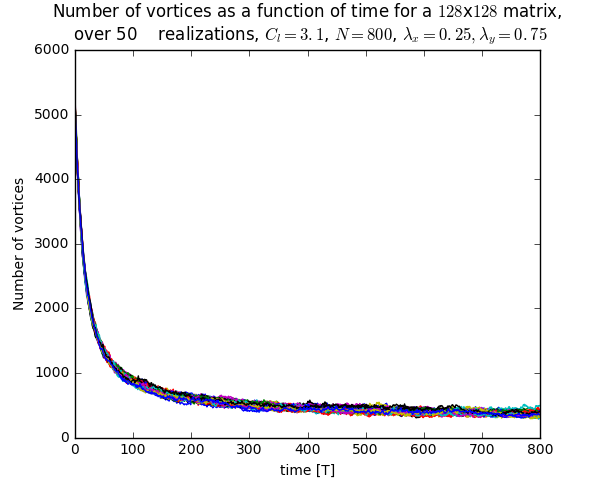 Number of vortices as a function of time for a 128x128 matrix,
over 50    realizations, C_l = 3.1, N = 800, λ_x = 0.25, λ_y = 0.75
6000
5000
4000
3000
2000
1000
0
Number of vortices
0 100 200 300 400 500 600 700 800
time [T]